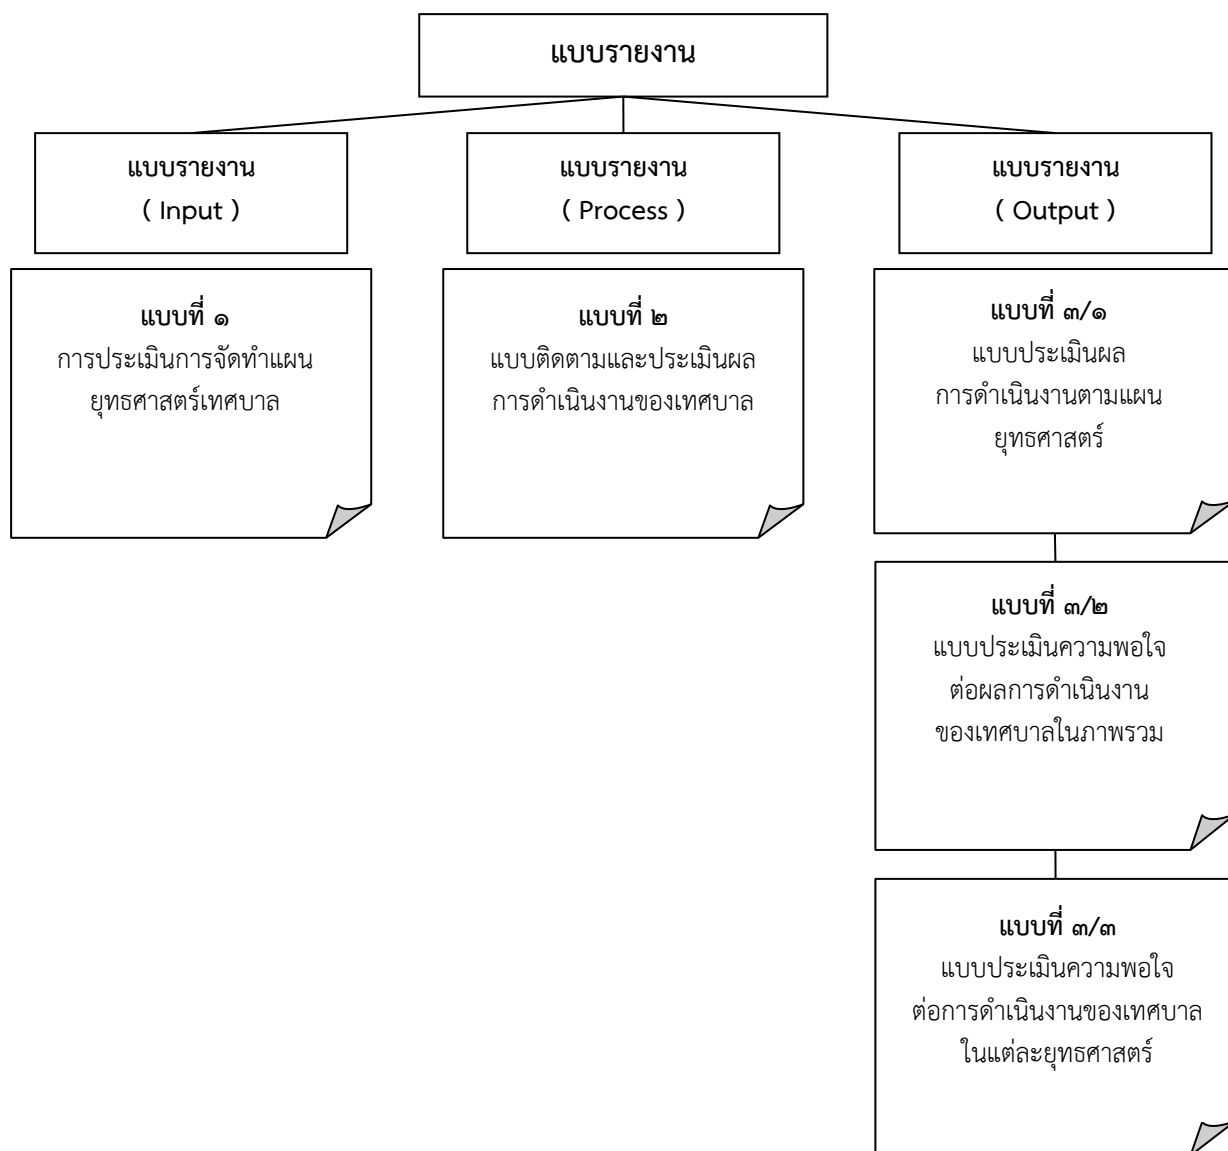 แบบรายงาน
แบบรายงาน
( Input )
แบบรายงาน
( Process )
แบบรายงาน
( Output )
แบบที่ ๑
การประเมินการจัดทำแผน
ยุทธศาสตร์เทศบาล
แบบที่ ๒
แบบติดตามและประเมินผล
การดำเนินงานของเทศบาล
แบบที่ ๓/๑
แบบประเมินผล
การดำเนินงานตามแผน
ยุทธศาสตร์
แบบที่ ๓/๒
แบบประเมินความพอใจ
ต่อผลการดำเนินงาน
ของเทศบาลในภาพรวม
แบบที่ ๓/๓
แบบประเมินความพอใจ
ต่อการดำเนินงานของเทศบาล
ในแต่ละยุทธศาสตร์